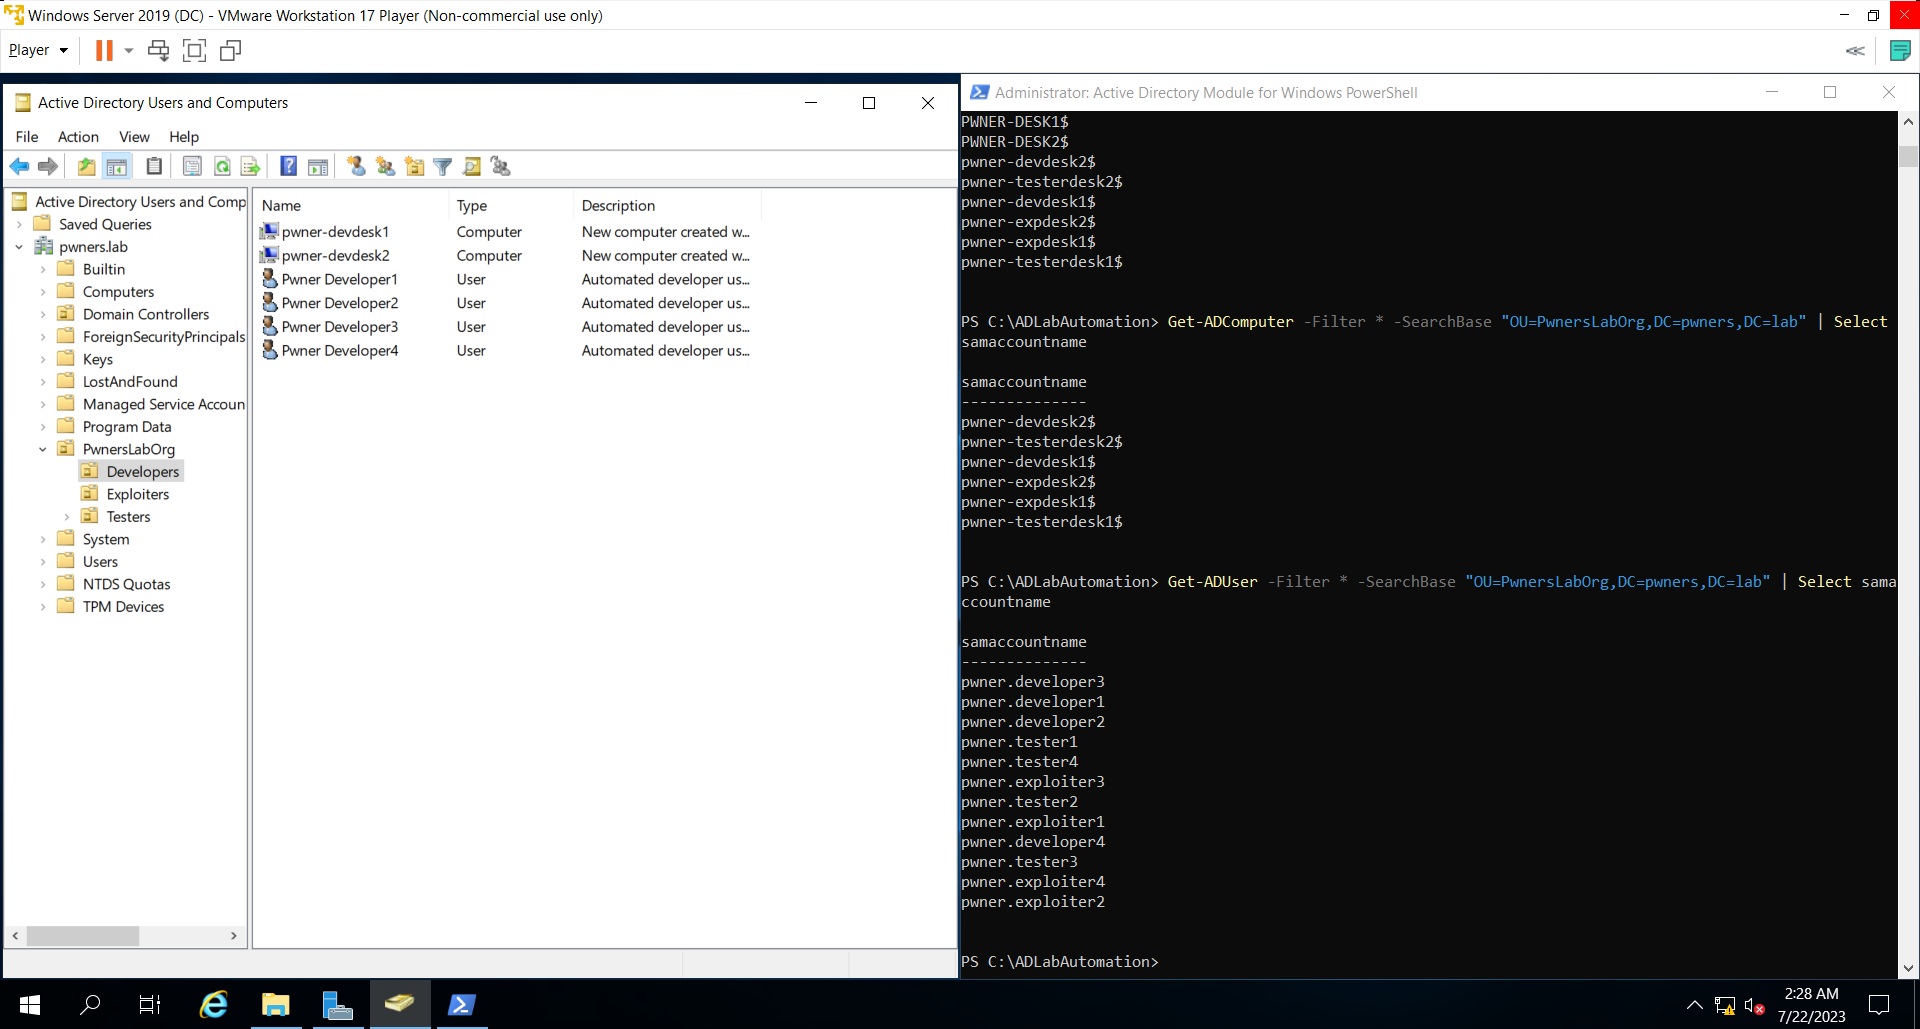 Windows Server 2019 (DC) - VMware Workstation 17 Player (Non-commercial use only)
Player
Active Directory Users and Computers
File Action View Help
Active Directory Users and Comp
Saved Queries
pwners.lab
Builtin
Computers
Domain Controllers
ForeignSecurityPrincipals
Keys
LostAndFound
Managed Service Accoun
Program Data
PwnersLabOrg
Developers
Exploiters
Testers
System
Users
NTDS Quotas
TPM Devices
Name Type Description
pwner-devdesk1 Computer New computer created w...
pwner-devdesk2 Computer New computer created w...
Pwner Developer1 User Automated developer us...
Pwner Developer2 User Automated developer us...
Pwner Developer3 User Automated developer us...
Pwner Developer4 User Automated developer us...
Administrator: Active Directory Module for Windows PowerShell
PWNER-DESK1$
PWNER-DESK2$
pwner-devdesk2$
pwner-testerdesk2$
pwner-devdesk1$
pwner-expdesk2$
pwner-expdesk1$
pwner-testerdesk1$
PS C:\ADLabAutomation> Get-ADComputer -Filter * -SearchBase "OU=PwnersLabOrg,DC=pwners,DC=lab" | Select
samaccountname
samaccountname
--------------
pwner-devdesk2$
pwner-testerdesk2$
pwner-devdesk1$
pwner-expdesk2$
pwner-expdesk1$
pwner-testerdesk1$
PS C:\ADLabAutomation> Get-ADUser -Filter * -SearchBase "OU=PwnersLabOrg,DC=pwners,DC=lab" | Select sama
ccountname
samaccountname
--------------
pwner.developer3
pwner.developer1
pwner.developer2
pwner.tester1
pwner.tester4
pwner.exploiter3
pwner.tester2
pwner.exploiter1
pwner.developer4
pwner.tester3
pwner.exploiter4
pwner.exploiter2
PS C:\ADLabAutomation>
2:28 AM
7/22/2023